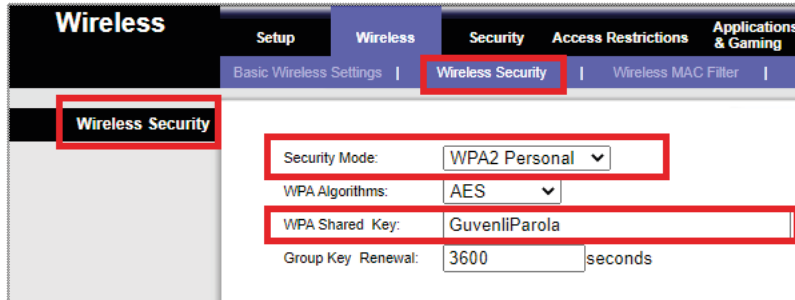 Wireless
Setup Wireless Security Access Restrictions Applications & Gaming
Basic Wireless Settings | Wireless Security | Wireless MAC Filter |
Wireless Security
Security Mode: WPA2 Personal
WPA Algorithms: AES
WPA Shared Key: GuvenliParola
Group Key Renewal: 3600 seconds